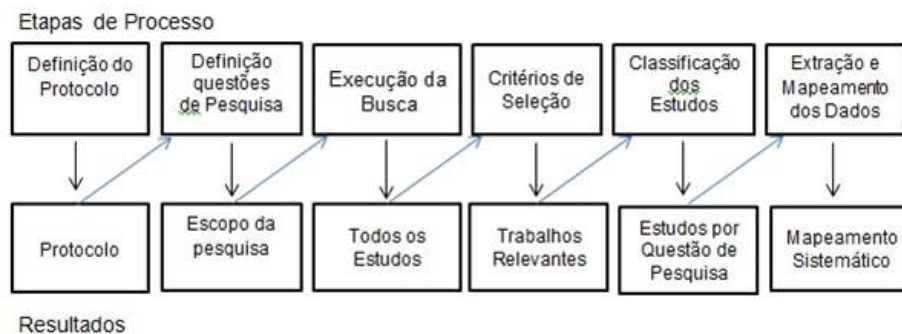 Etapas de Processo
Definição do
Protocolo
Definição
questões
de Pesquisa
Execução da
Busca
Critérios de
Seleção
Classificação
dos
Estudos
Extração e
Mapeamento
dos Dados
Protocolo
Escopo da
pesquisa
Todos os
Estudos
Trabalhos
Relevantes
Estudos por
Questão de
Pesquisa
Mapeamento
Sistemático
Resultados